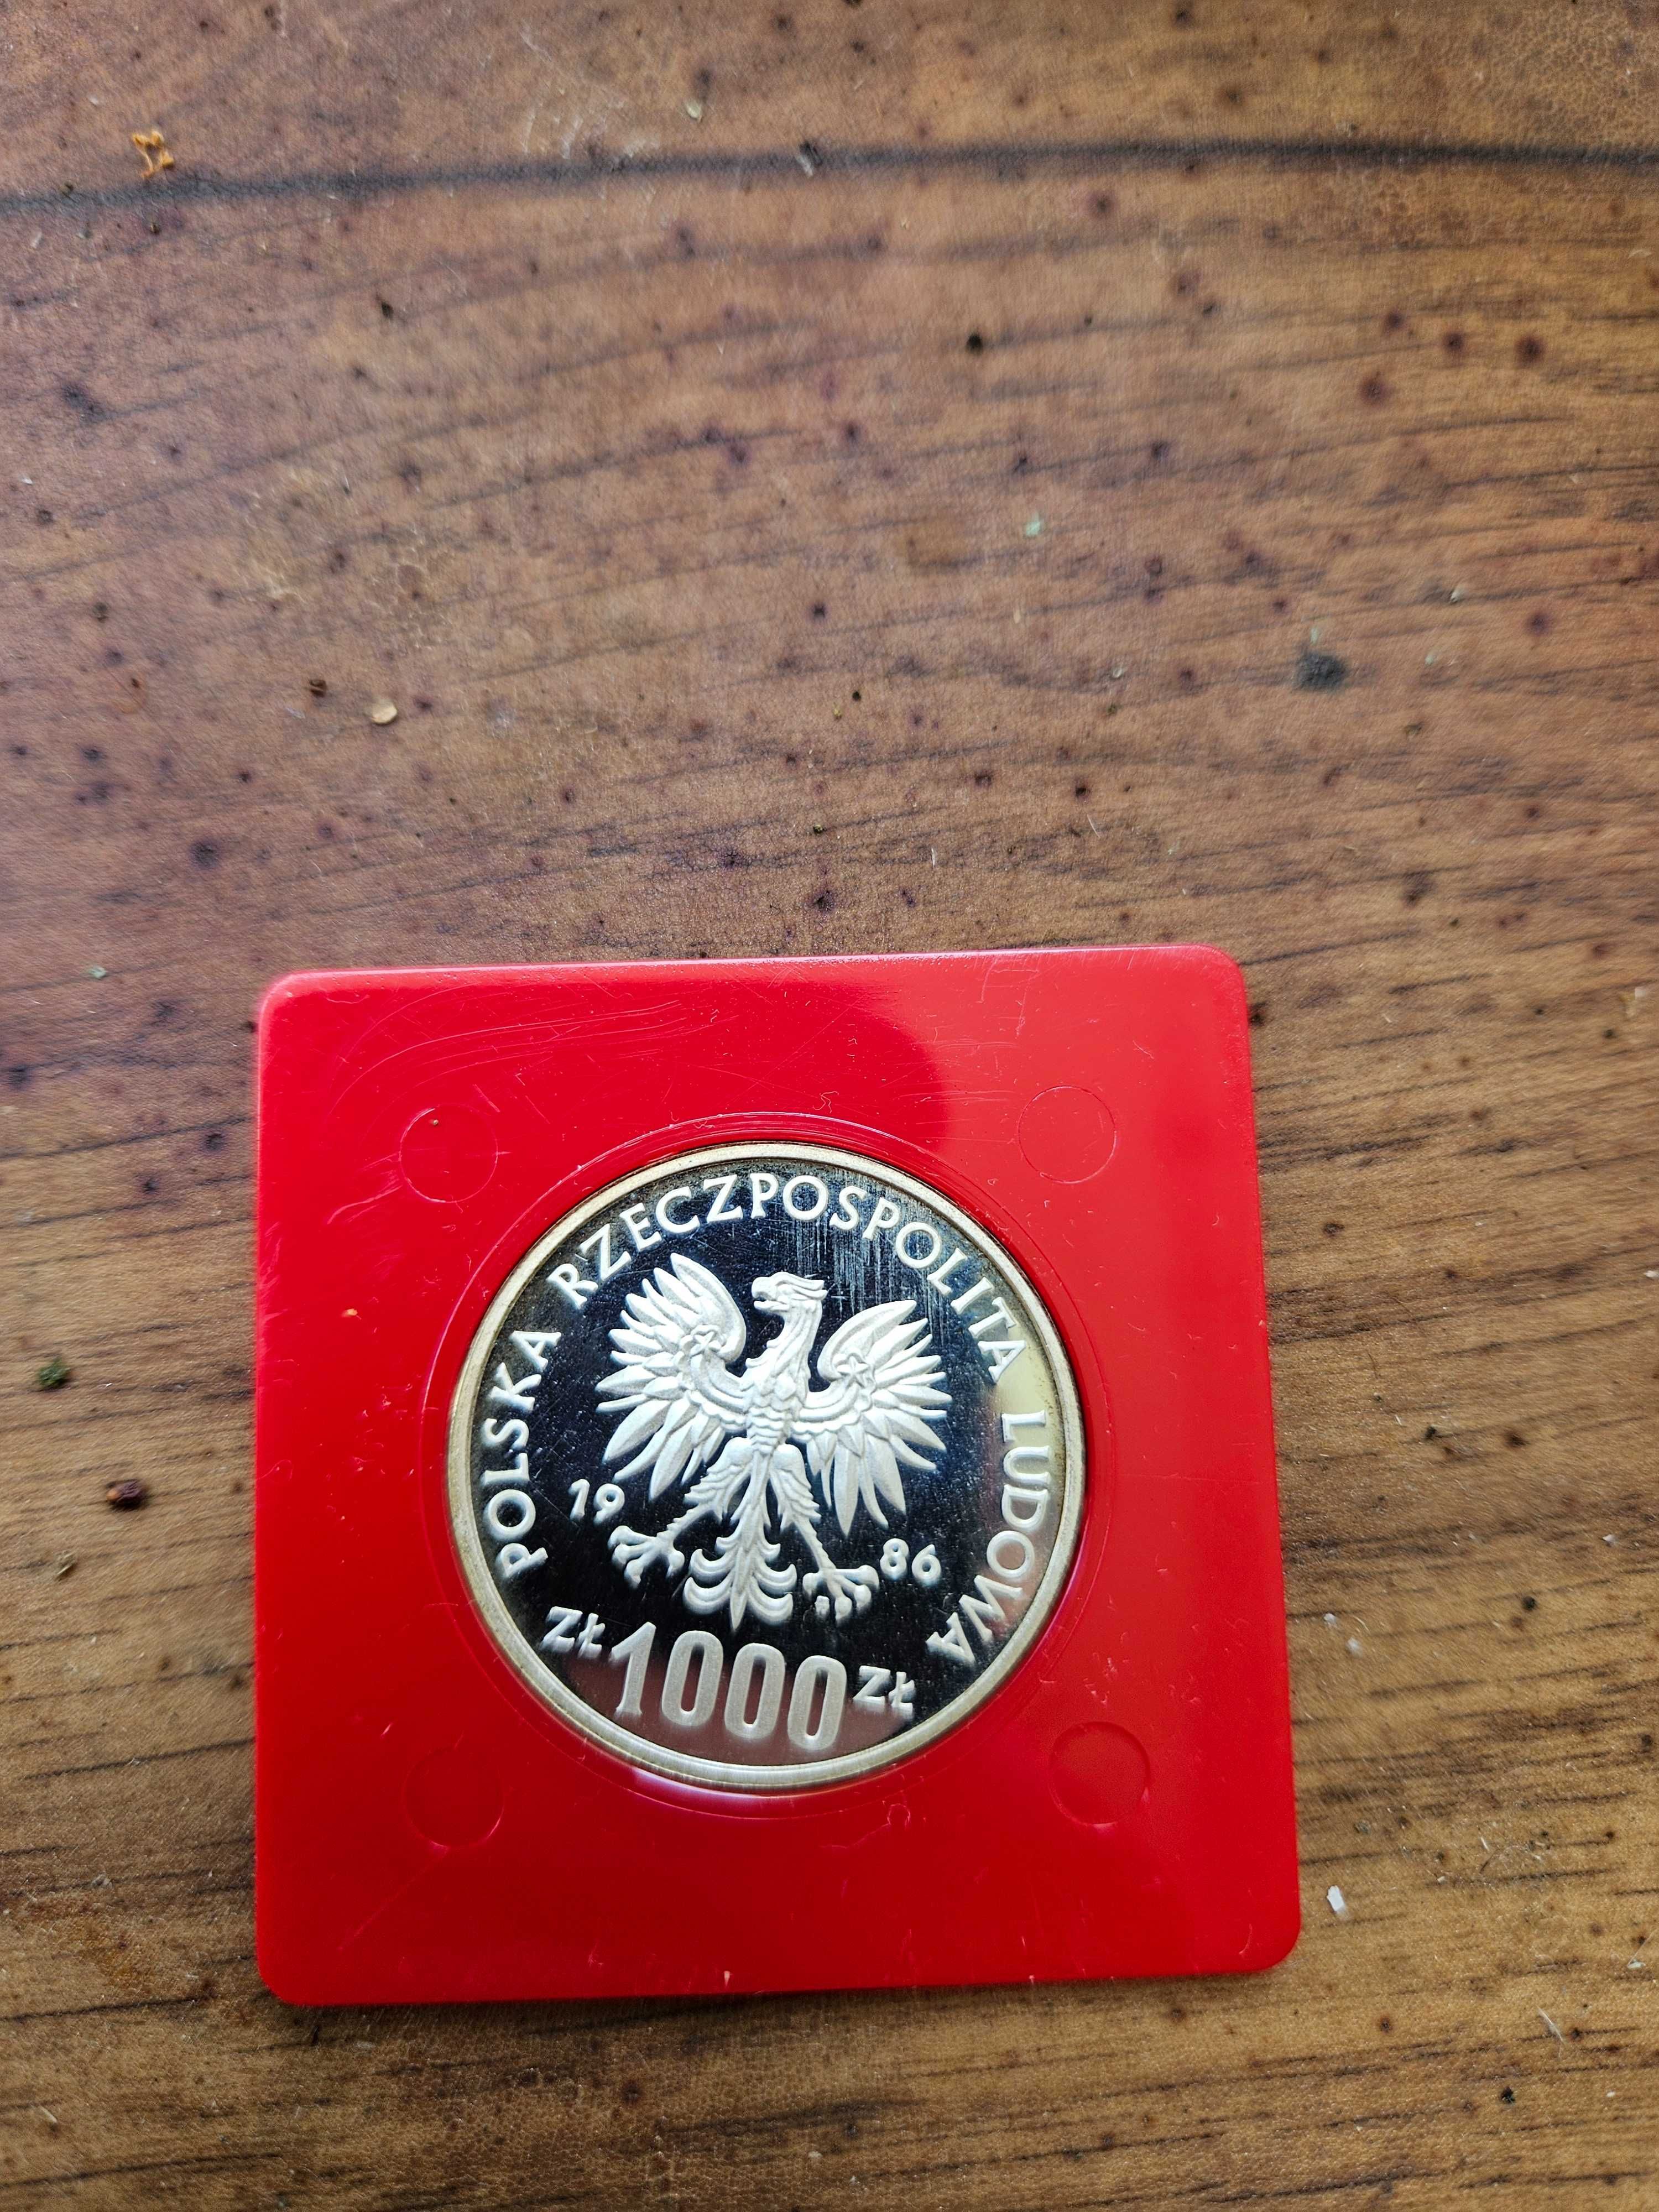 POLSKA RZECZPOSPOLITA LUDOWA
19 86
ZŁ 1000 ZŁ